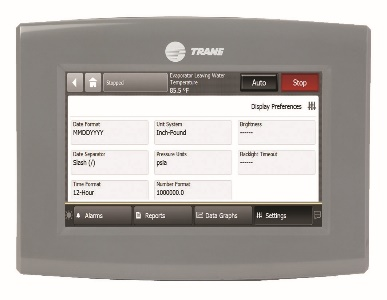 TRANE
Stopped
Evaporator Leaving Water
Temperature
85.5 °F
Auto
Stop
Display Preferences
Date Format
MMDDYYYY
Unit System
Inch-Pound
Brightness
------
Date Separator
Slash (/)
Pressure Units
psia
Backlight Timeout
------
Time Format
12-Hour
Number Format
1000000.0
Alarms
Reports
Data Graphs
Settings